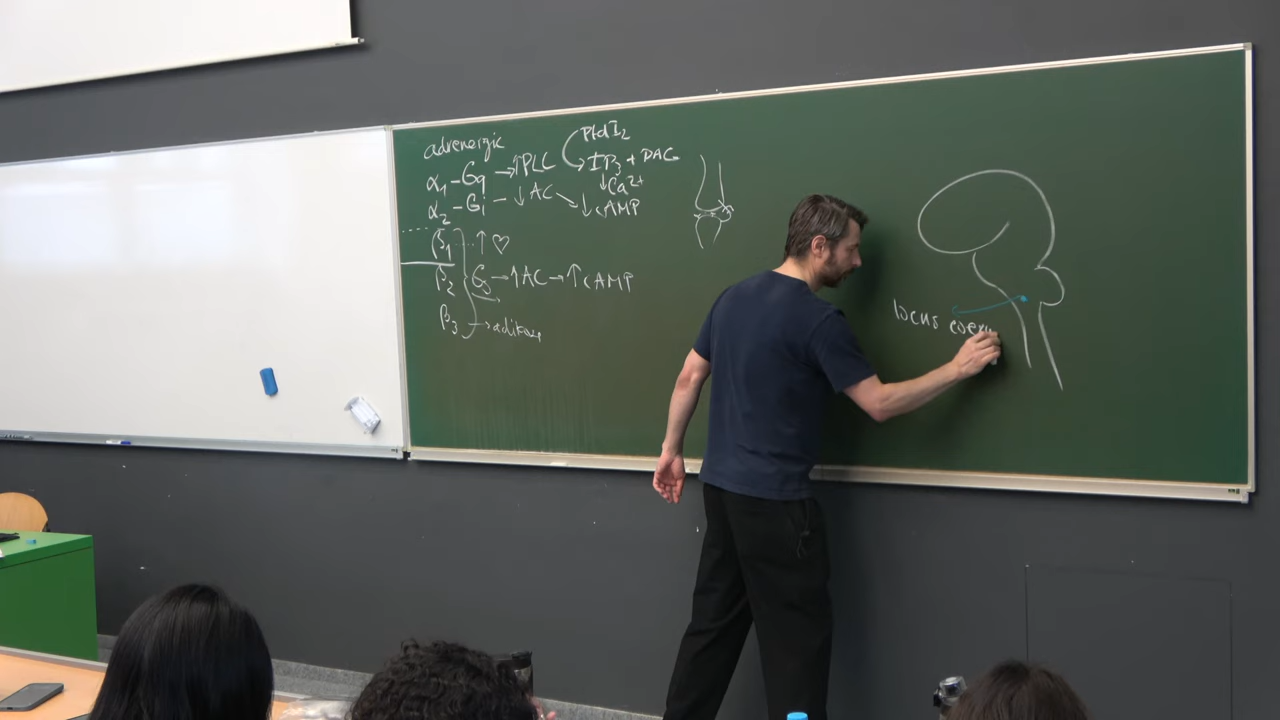 adrenergic
PtdI₂
α₁ - Gq → ↑PLC
IP₃ + DAG
↓Ca²⁺
α₂ - Gi - ↓AC ↓cAMP
β₁ ↑ ♡
β₂ Gs → ↑AC → ↑cAMP
β₃ →
locus coer